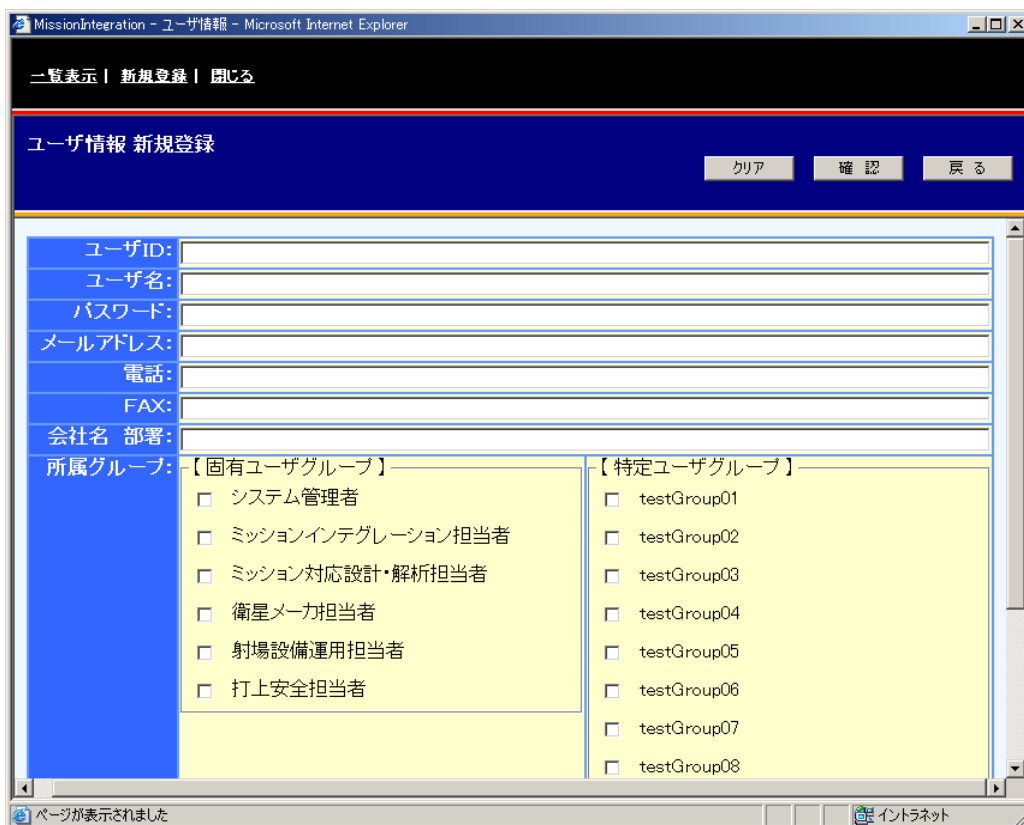 MissionIntegration - ユーザ情報 - Microsoft Internet Explorer
一覧表示 | 新規登録 | 閉じる
ユーザ情報 新規登録
クリア 確 認 戻 る
ユーザID:
ユーザ名:
パスワード:
メールアドレス:
電話:
FAX:
会社名 部署:
所属グループ: 【 固有ユーザグループ 】 【 特定ユーザグループ 】
システム管理者 testGroup01
ミッションインテグレーション担当者 testGroup02
ミッション対応設計・解析担当者 testGroup03
衛星メーカ担当者 testGroup04
射場設備運用担当者 testGroup05
打上安全担当者 testGroup06
testGroup07
testGroup08
ページが表示されました イントラネット